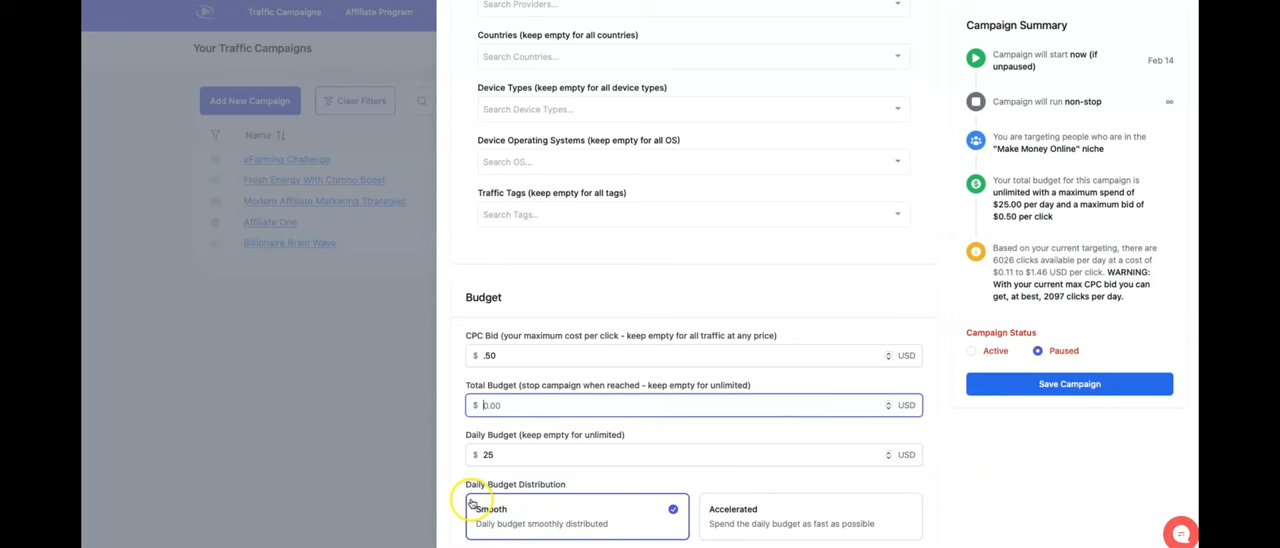 Traffic Campaigns
Affiliate Program
Your Traffic Campaigns
Add New Campaign
Clear Filters
Name
eFarming Challenge
Fresh Energy With Chrono Boost
Modern Affiliate Marketing Strategies
Affiliate One
Billionaire Brain Wave
Search Providers...
Countries (keep empty for all countries)
Search Countries...
Device Types (keep empty for all device types)
Search Device Types...
Device Operating Systems (keep empty for all OS)
Search OS...
Traffic Tags (keep empty for all tags)
Search Tags...
Budget
CPC Bid (your maximum cost per click - keep empty for all traffic at any price)
$ .50 USD
Total Budget (stop campaign when reached - keep empty for unlimited)
$ 0.00 USD
Daily Budget (keep empty for unlimited)
$ 25 USD
Daily Budget Distribution
Smooth
Daily budget smoothly distributed
Accelerated
Spend the daily budget as fast as possible
Campaign Summary
Campaign will start now (if
unpaused)
Feb 14
Campaign will run non-stop
∞
You are targeting people who are in the
"Make Money Online" niche
Your total budget for this campaign is
unlimited with a maximum spend of
$25.00 per day and a maximum bid of
$0.50 per click
Based on your current targeting, there are
6026 clicks available per day at a cost of
$0.11 to $1.46 USD per click. WARNING:
With your current max CPC bid you can
get, at best, 2097 clicks per day.
Campaign Status
Active
Paused
Save Campaign